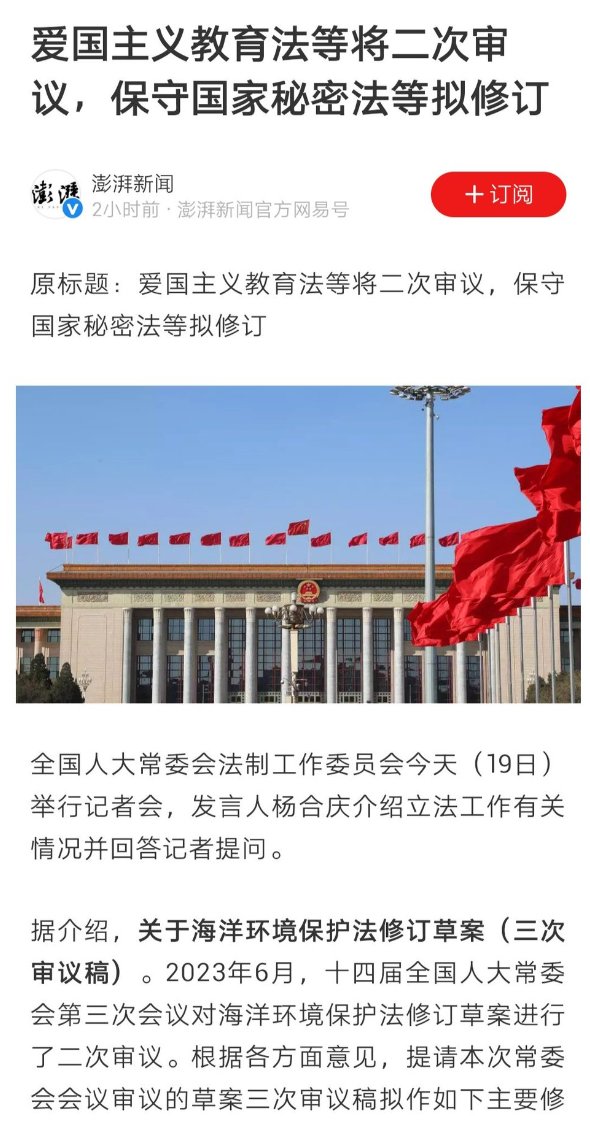 爱国主义教育法等将二次审
议，保守国家秘密法等拟修订
澎湃
澎湃新闻
2小时前 · 澎湃新闻官方网易号
＋订阅
原标题：爱国主义教育法等将二次审议，保守
国家秘密法等拟修订
全国人大常委会法制工作委员会今天（19日）
举行记者会，发言人杨合庆介绍立法工作有关
情况并回答记者提问。
据介绍，关于海洋环境保护法修订草案（三次
审议稿）。2023年6月，十四届全国人大常委
会第三次会议对海洋环境保护法修订草案进行
了二次审议。根据各方面意见，提请本次常委
会会议审议的草案三次审议稿拟作如下主要修